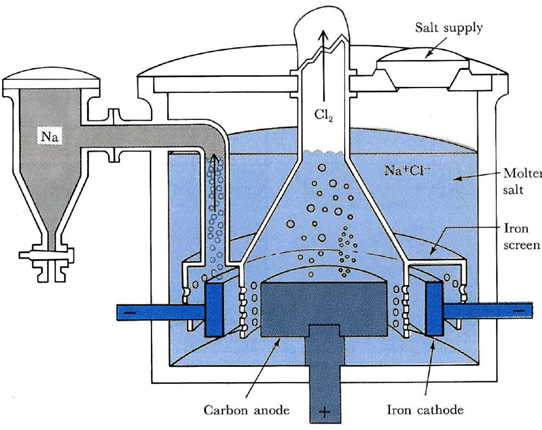 Salt supply
Na
Cl2
Na+Cl−
Molten
salt
Iron
screen
−
−
Carbon anode
+
Iron cathode